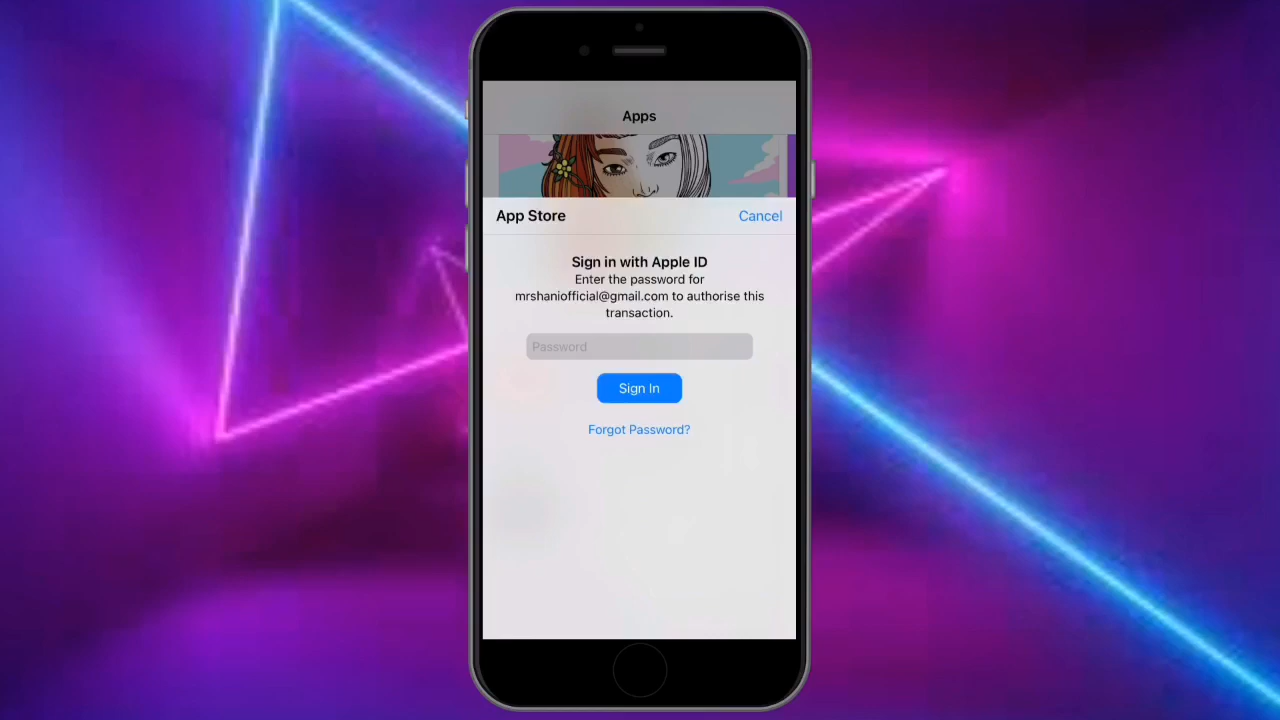 Apps
App Store
Cancel
Sign in with Apple ID
Enter the password for
mrshaniofficial@gmail.com to authorise this
transaction.
Password
Sign In
Forgot Password?